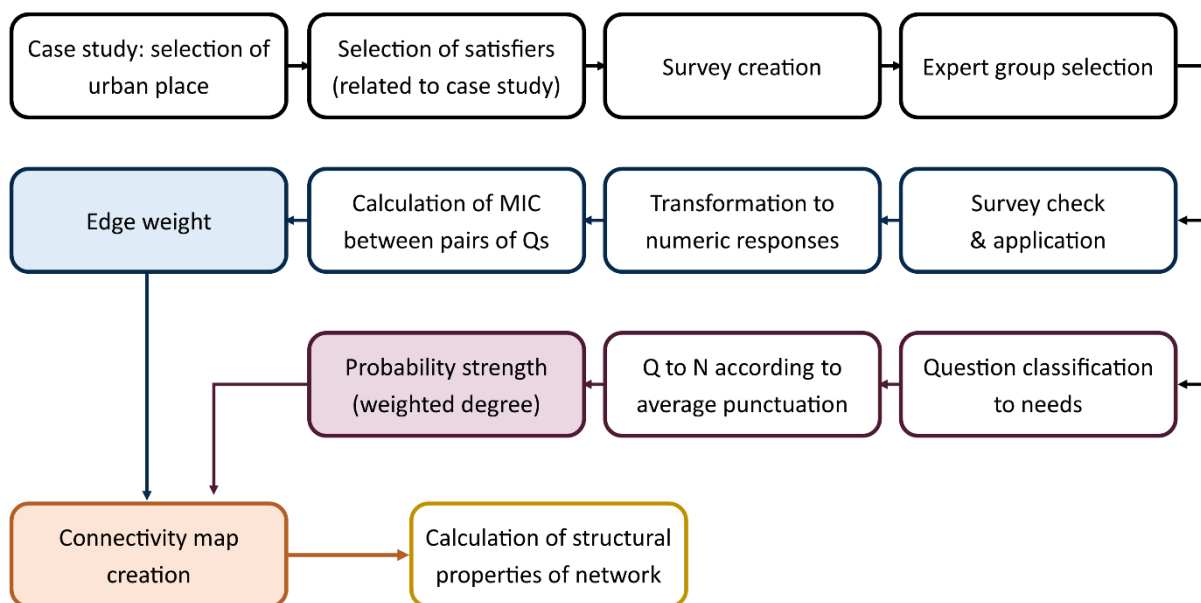 Case study: selection of
urban place
Selection of satisfiers
(related to case study)
Survey creation
Expert group selection
Edge weight
Calculation of MIC
between pairs of Qs
Transformation to
numeric responses
Survey check
& application
Probability strength
(weighted degree)
Q to N according to
average punctuation
Question classification
to needs
Connectivity map
creation
Calculation of structural
properties of network